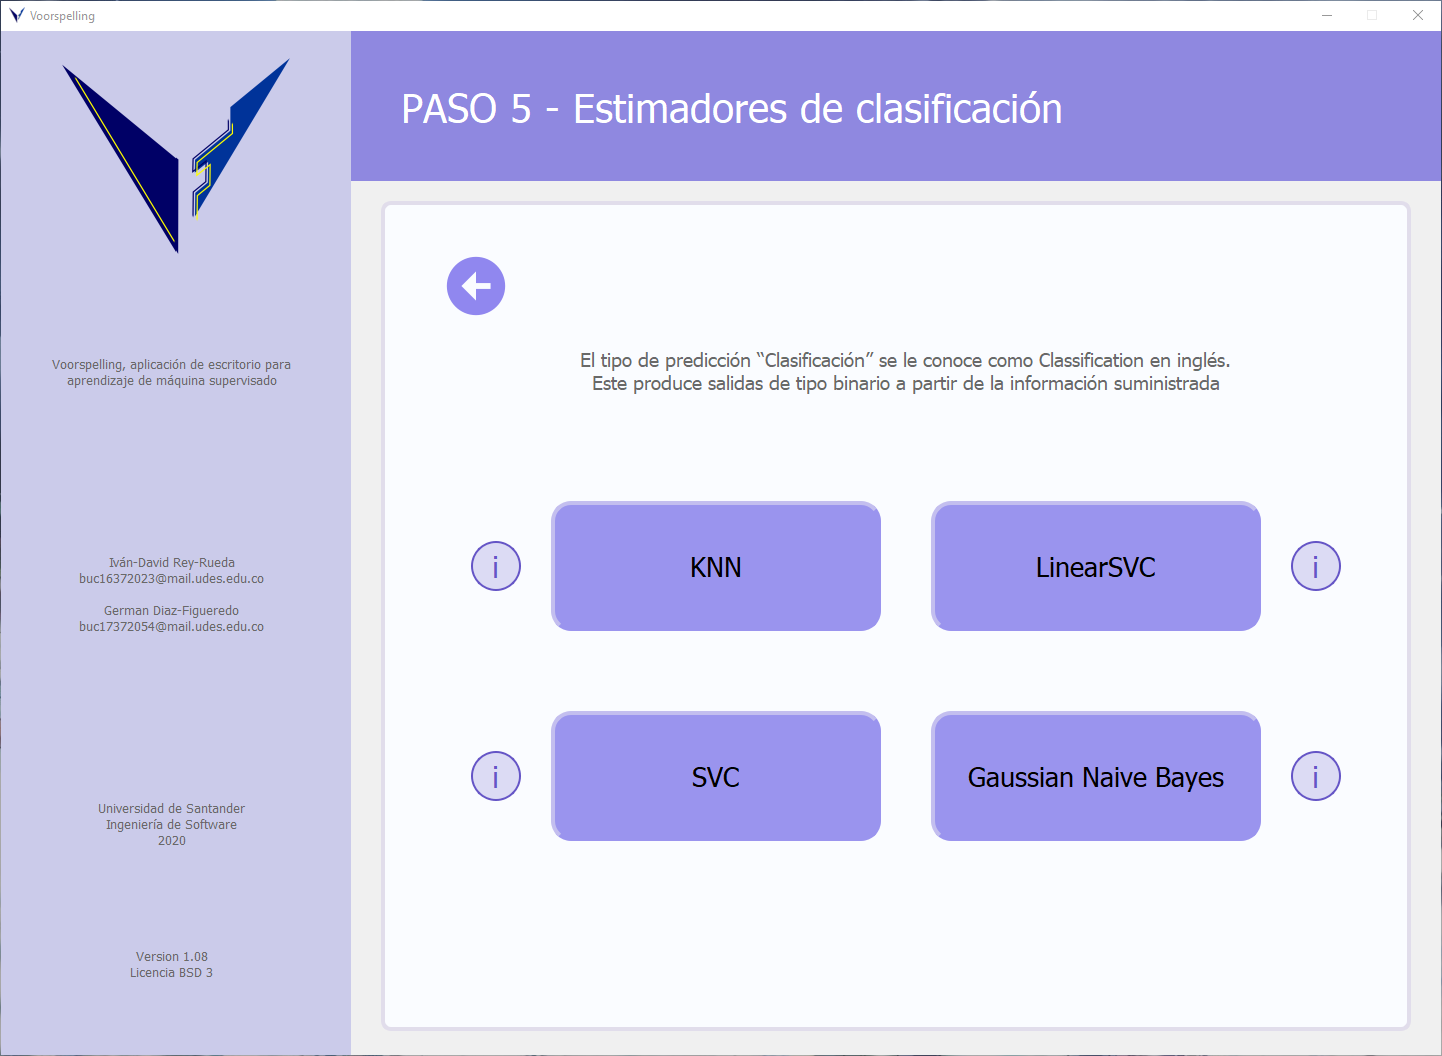 Voorspelling
PASO 5 - Estimadores de clasificación
Voorspelling, aplicación de escritorio para
aprendizaje de máquina supervisado
Iván-David Rey-Rueda
buc16372023@mail.udes.edu.co
German Diaz-Figueredo
buc17372054@mail.udes.edu.co
Universidad de Santander
Ingeniería de Software
2020
Version 1.08
Licencia BSD 3
El tipo de predicción “Clasificación” se le conoce como Classification en inglés.
Este produce salidas de tipo binario a partir de la información suministrada
i
KNN
LinearSVC
i
i
SVC
Gaussian Naive Bayes
i